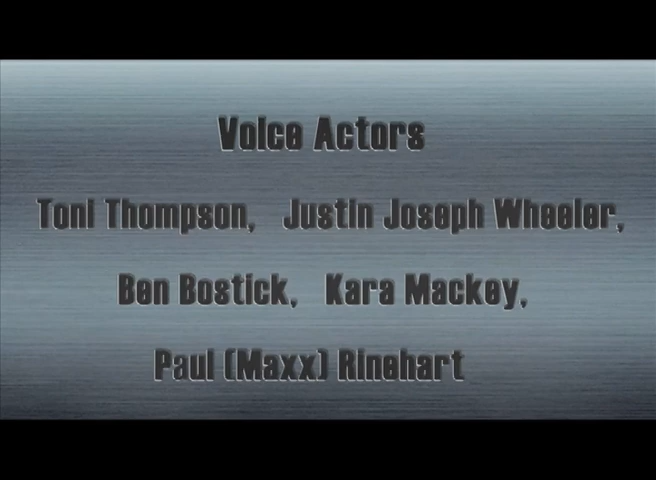 Voice Actors
Toni Thompson, Justin Joseph Wheeler,
Ben Bostick, Kara Mackey,
Paul (Maxx) Rinehart